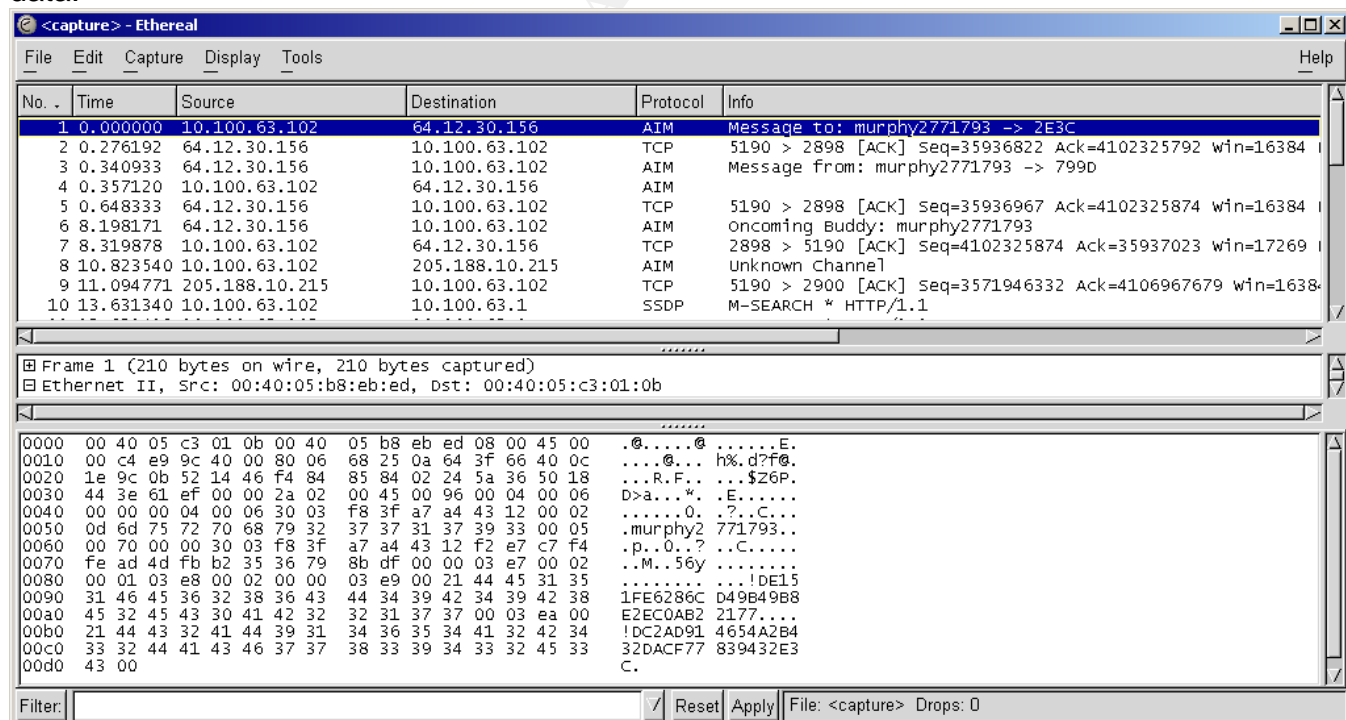 <capture> - Ethereal
File Edit Capture Display Tools Help
No. . Time Source Destination Protocol Info
1 0.000000 10.100.63.102 64.12.30.156 AIM Message to: murphy2771793 -> 2E3C
2 0.276192 64.12.30.156 10.100.63.102 TCP 5190 > 2898 [ACK] Seq=35936822 Ack=4102325792 Win=16384
3 0.340933 64.12.30.156 10.100.63.102 AIM Message from: murphy2771793 -> 799D
4 0.357120 10.100.63.102 64.12.30.156 AIM
5 0.648333 64.12.30.156 10.100.63.102 TCP 5190 > 2898 [ACK] Seq=35936967 Ack=4102325874 Win=16384
6 8.198171 64.12.30.156 10.100.63.102 AIM Oncoming Buddy: murphy2771793
7 8.319878 10.100.63.102 64.12.30.156 TCP 2898 > 5190 [ACK] Seq=4102325874 Ack=35937023 Win=17269
8 10.823540 10.100.63.102 205.188.10.215 AIM Unknown Channel
9 11.094771 205.188.10.215 10.100.63.102 TCP 5190 > 2900 [ACK] Seq=3571946332 Ack=4106967679 Win=1638
10 13.631340 10.100.63.102 10.100.63.1 SSDP M-SEARCH * HTTP/1.1
Frame 1 (210 bytes on wire, 210 bytes captured)
Ethernet II, Src: 00:40:05:b8:eb:ed, Dst: 00:40:05:c3:01:0b
0000 00 40 05 c3 01 0b 00 40 05 b8 eb ed 08 00 45 00 .@.....@ ......E.
0010 00 c4 e9 9c 40 00 80 06 68 25 0a 64 3f 66 40 0c ....@... h%.d?f@.
0020 1e 9c 0b 52 14 46 f4 84 85 84 02 24 5a 36 50 18 ...R.F.. ...$Z6P.
0030 44 3e 61 ef 00 00 2a 02 00 45 00 96 00 04 00 06 D>a...*. .E......
0040 00 00 00 04 00 06 30 03 f8 3f a7 a4 43 12 00 02 ......0. .?..C...
0050 0d 6d 75 72 70 68 79 32 37 37 31 37 39 33 00 05 .murphy2 771793..
0060 00 70 00 00 30 03 f8 3f a7 a4 43 12 f2 e7 c7 f4 .p..0..? ..C.....
0070 fe ad 4d fb b2 35 36 79 8b df 00 00 03 e7 00 02 ..M..56y ........
0080 00 01 03 e8 00 02 00 00 03 e9 00 21 44 45 31 35 ........ ...!DE15
0090 31 46 45 36 32 38 36 43 44 34 39 42 34 39 42 38 1FE6286C D49B49B8
00a0 45 32 45 43 30 41 42 32 32 31 37 37 00 03 ea 00 E2EC0AB2 2177....
00b0 21 44 43 32 41 44 39 31 34 36 35 34 41 32 42 34 !DC2AD91 4654A2B4
00c0 33 32 44 41 43 46 37 37 38 33 39 34 33 32 45 33 32DACF77 839432E3
00d0 43 00 C.
Filter: Reset Apply File: <capture> Drops: 0